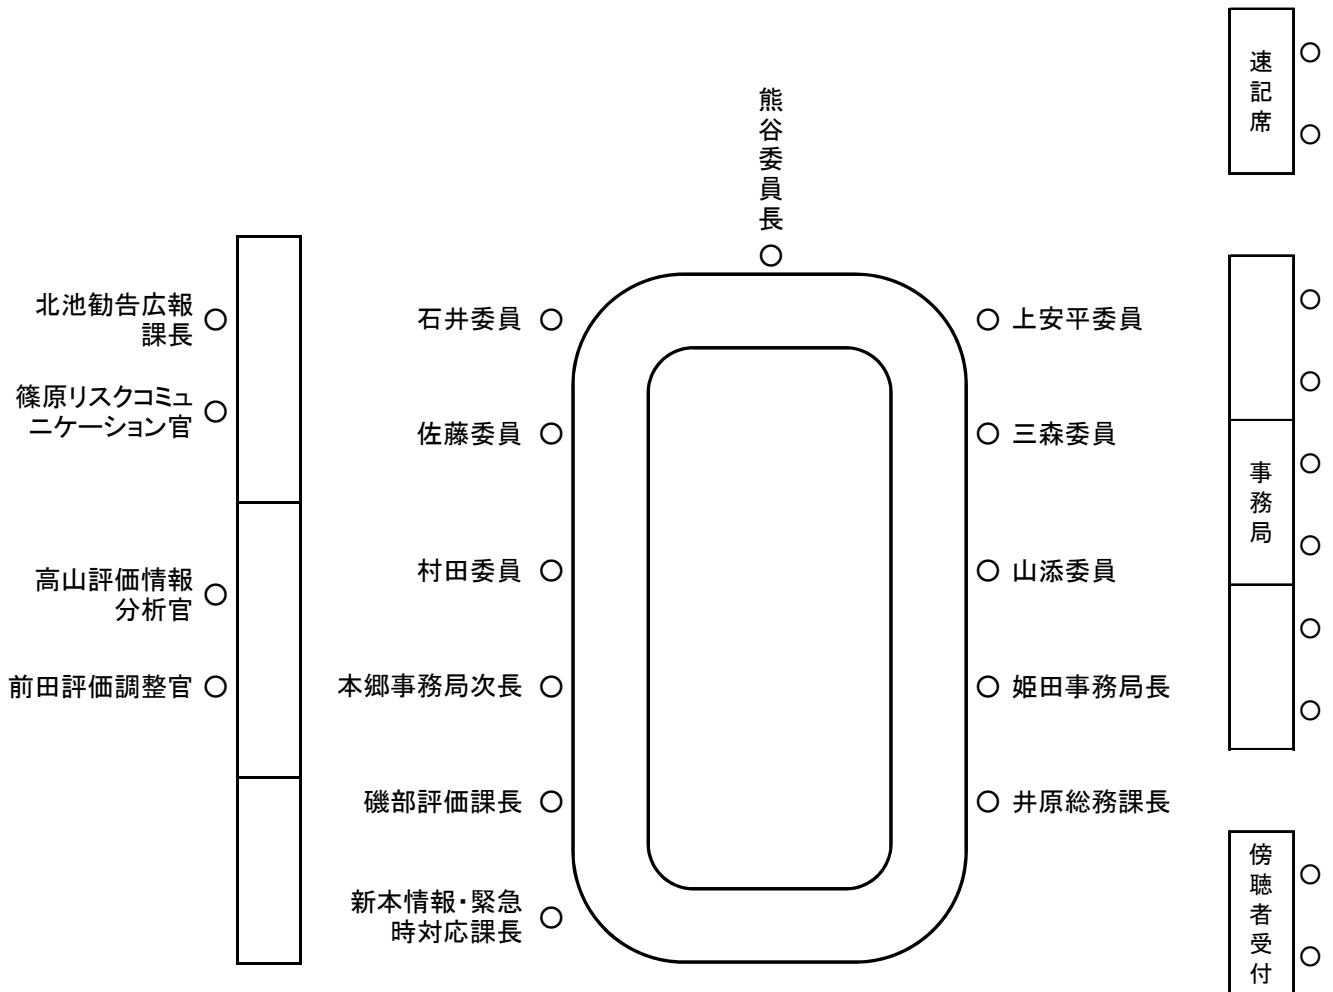 速記席
熊谷委員長
北池勧告広報
課長
石井委員
上安平委員
篠原リスクコミュ
ニケーション官
佐藤委員
三森委員
事務局
高山評価情報
分析官
村田委員
山添委員
前田評価調整官
本郷事務局次長
姫田事務局長
磯部評価課長
井原総務課長
新本情報・緊急
時対応課長
傍聴者受付